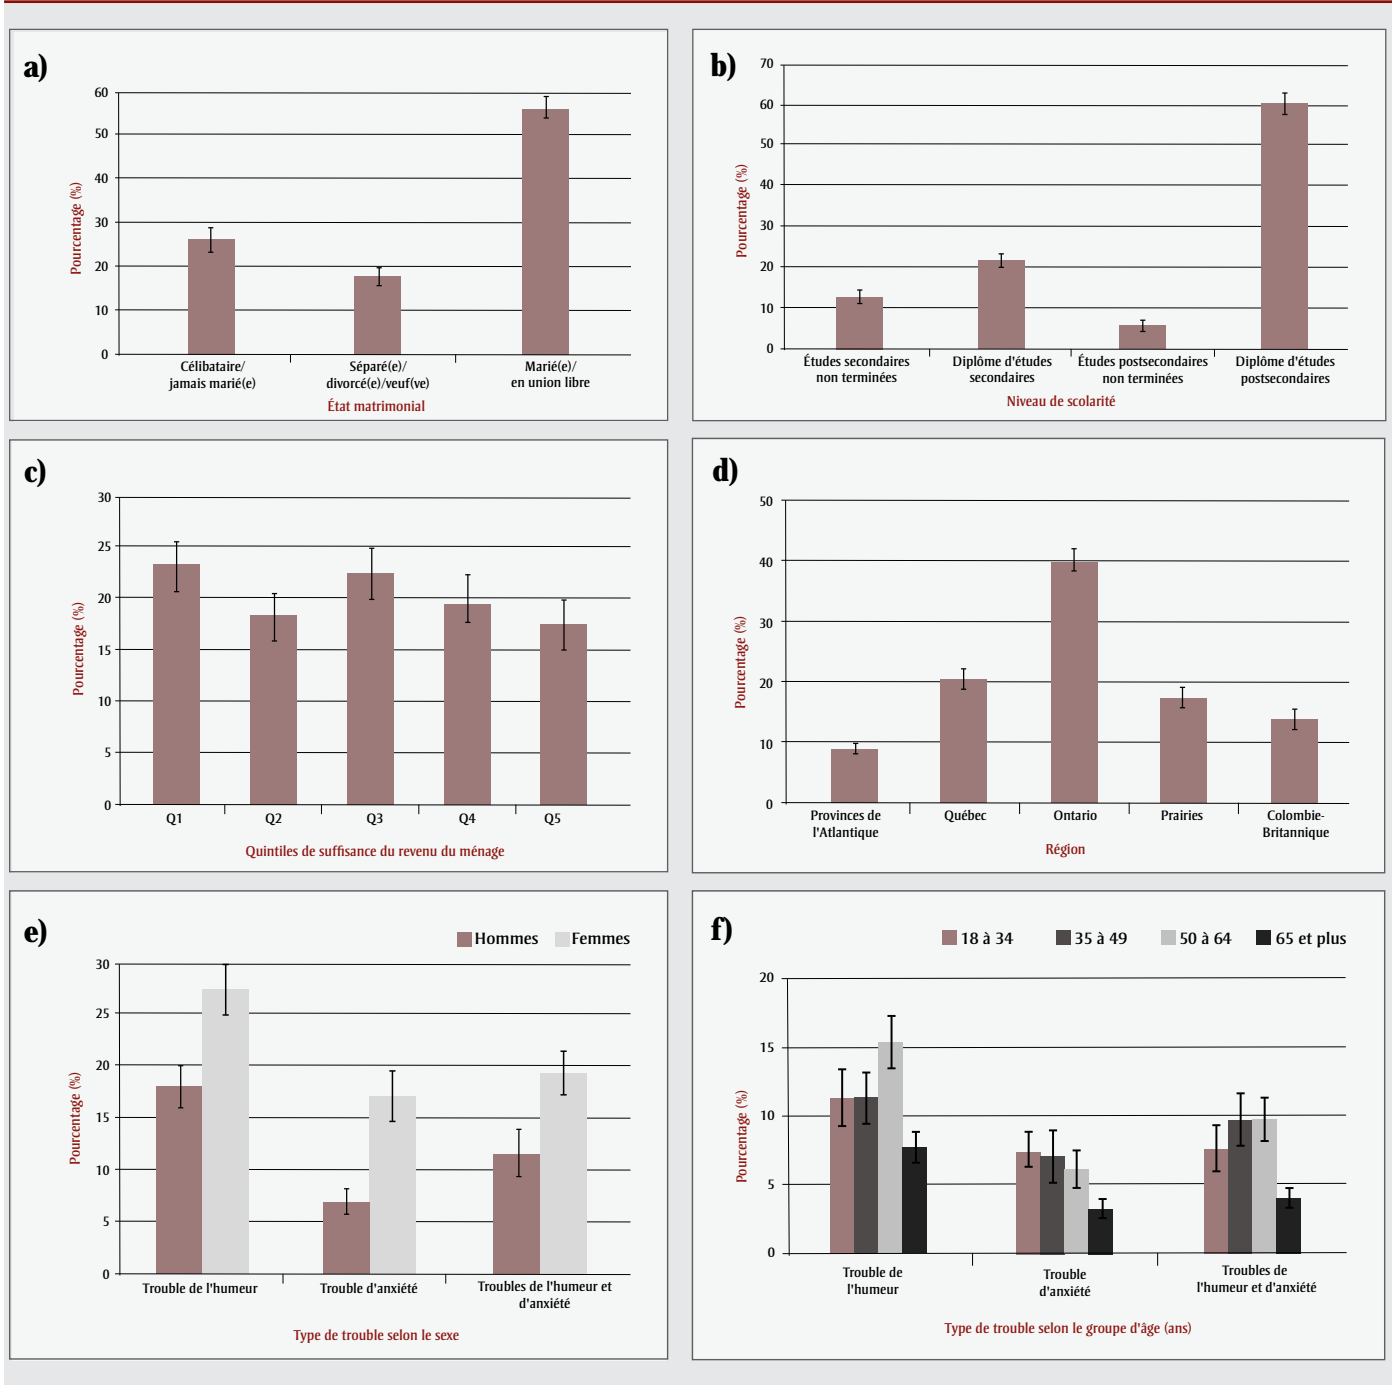 a)
60
50
40
30
20
10
0
Pourcentage (%)
Célibataire/
jamais marié(e)
Séparé(e)/
divorcé(e)/veuf(ve)
Marié(e)/
en union libre
État matrimonial
b)
70
60
50
40
30
20
10
0
Pourcentage (%)
Études secondaires
non terminées
Diplôme d'études
secondaires
Études postsecondaires
non terminées
Diplôme d'études
postsecondaires
Niveau de scolarité
c)
30
25
20
15
10
5
0
Pourcentage (%)
Q1 Q2 Q3 Q4 Q5
Quintiles de suffisance du revenu du ménage
d)
50
40
30
20
10
0
Pourcentage (%)
Provinces de
l'Atlantique
Québec
Ontario
Prairies
Colombie-
Britannique
Région
e)
Hommes Femmes
30
25
20
15
10
5
0
Pourcentage (%)
Trouble de l'humeur
Trouble d'anxiété
Troubles de l'humeur et
d'anxiété
Type de trouble selon le sexe
f)
18 à 34 35 à 49 50 à 64 65 et plus
20
15
10
5
0
Pourcentage (%)
Trouble de
l'humeur
Trouble
d'anxiété
Troubles de
l'humeur et d'anxiété
Type de trouble selon le groupe d'âge (ans)